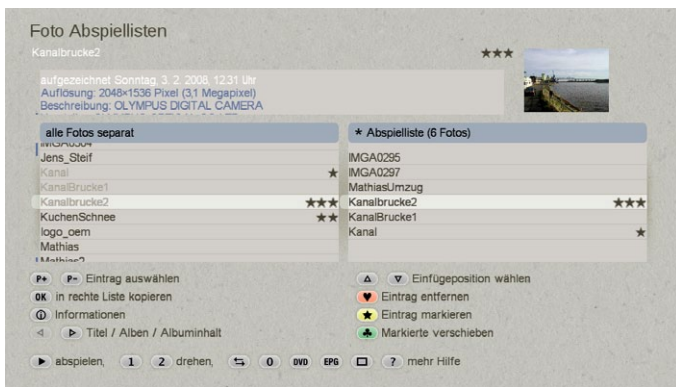 Foto Abspiellisten
Kanalbrucke2 ★★★
aufgezeichnet Sonntag, 3. 2. 2008, 12.31 Uhr
Auflösung: 2048×1536 Pixel (3,1 Megapixel)
Beschreibung: OLYMPUS DIGITAL CAMERA
alle Fotos separat
Jens_Steif
Kanal ★
KanalBrucke1
Kanalbrucke2 ★★★
KuchenSchnee ★★
logo_oem
Mathias
Mathias2
* Abspielliste (6 Fotos)
IMGA0295
IMGA0297
MathiasUmzug
Kanalbrucke2 ★★★
KanalBrucke1
Kanal ★
P+ P- Eintrag auswählen
OK in rechte Liste kopieren
Informationen
Titel / Alben / Albuminhalt
Einfügeposition wählen
Eintrag entfernen
Eintrag markieren
Markierte verschieben
abspielen, 1 2 drehen, 0 DVD EPG ? mehr Hilfe